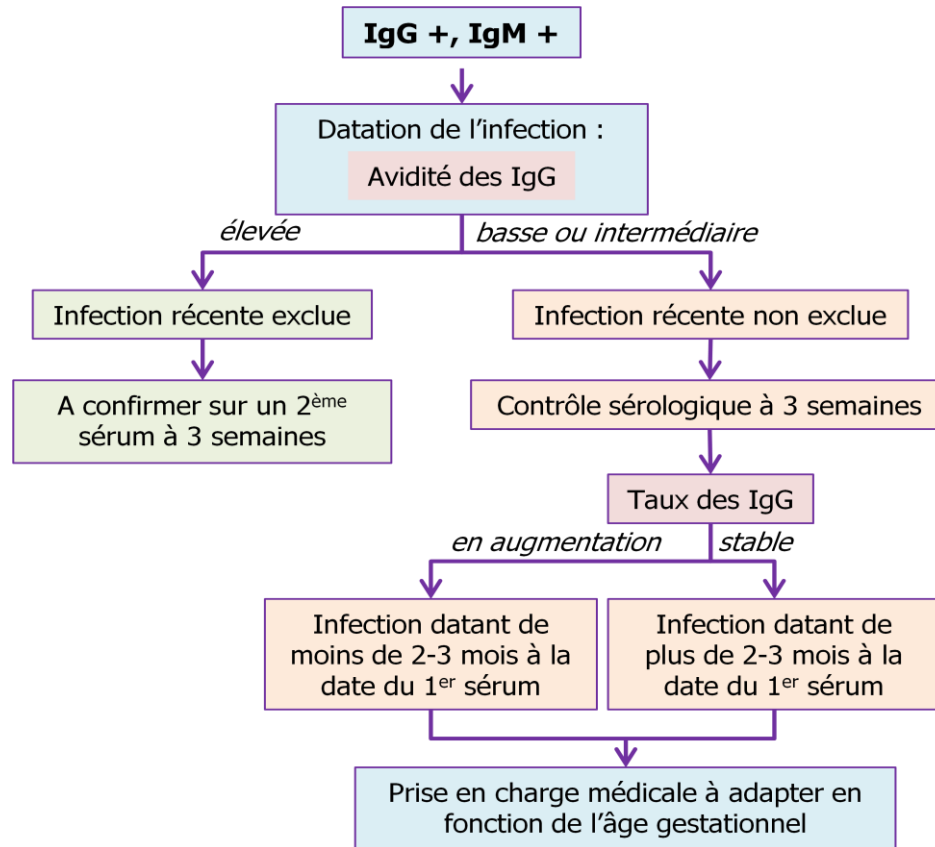 IgG +, IgM +
Datation de l'infection :
Avidité des IgG
élevée
basse ou intermédiaire
Infection récente exclue
Infection récente non exclue
A confirmer sur un 2ème
sérum à 3 semaines
Contrôle sérologique à 3 semaines
Taux des IgG
en augmentation
stable
Infection datant de
moins de 2-3 mois à la
date du 1er sérum
Infection datant de
plus de 2-3 mois à la
date du 1er sérum
Prise en charge médicale à adapter en
fonction de l'âge gestationnel